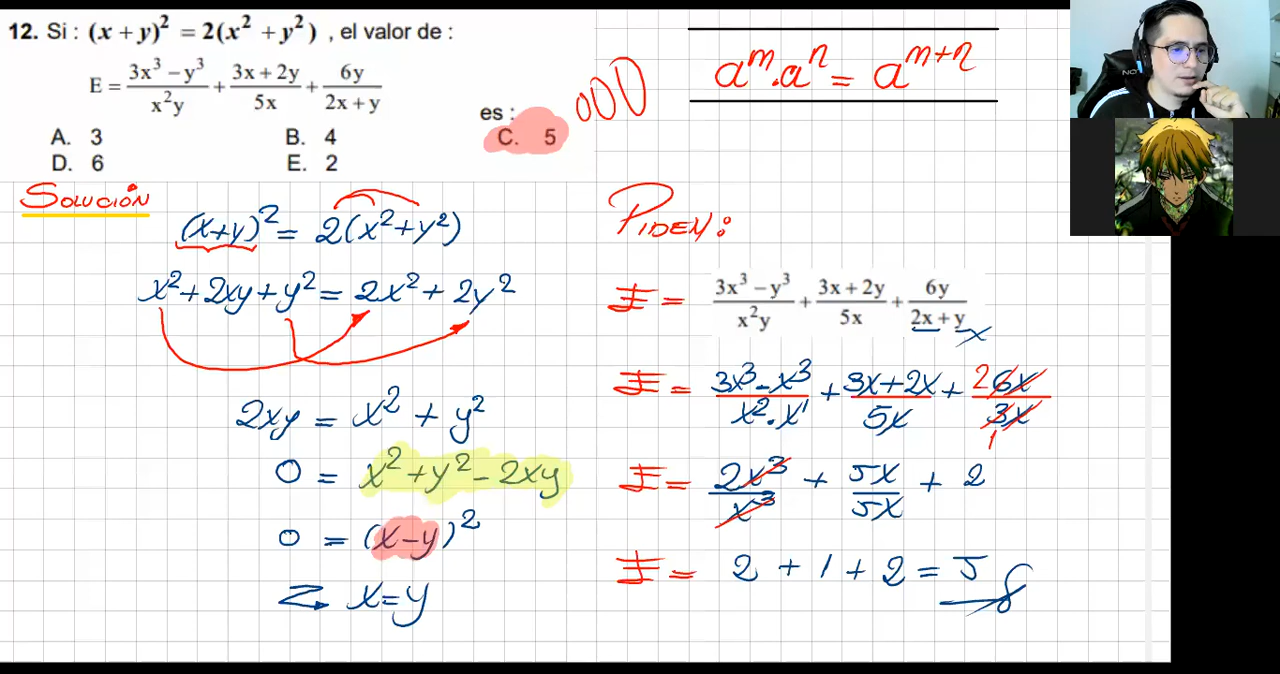 12. Si : (x + y)² = 2(x² + y²) , el valor de :
E = (3x³ − y³)/(x²y) + (3x + 2y)/(5x) + 6y/(2x + y)
es :
A. 3
B. 4
C. 5
D. 6
E. 2
aᵐ·aⁿ = aᵐ⁺ⁿ
SOLUCIÓN
(x+y)² = 2(x²+y²)
x²+2xy+y² = 2x²+2y²
2xy = x² + y²
0 = x²+y²−2xy
0 = (x−y)²
x=y
PIDEN:
E = (3x³ − y³)/(x²y) + (3x + 2y)/(5x) + 6y/(2x + y)
x
E = (3x³−x³)/(x²·x¹) + (3x+2x)/(5x) + 6x/3x
2
1
E = 2x³/x³ + 5x/5x + 2
E = 2 + 1 + 2 = 5